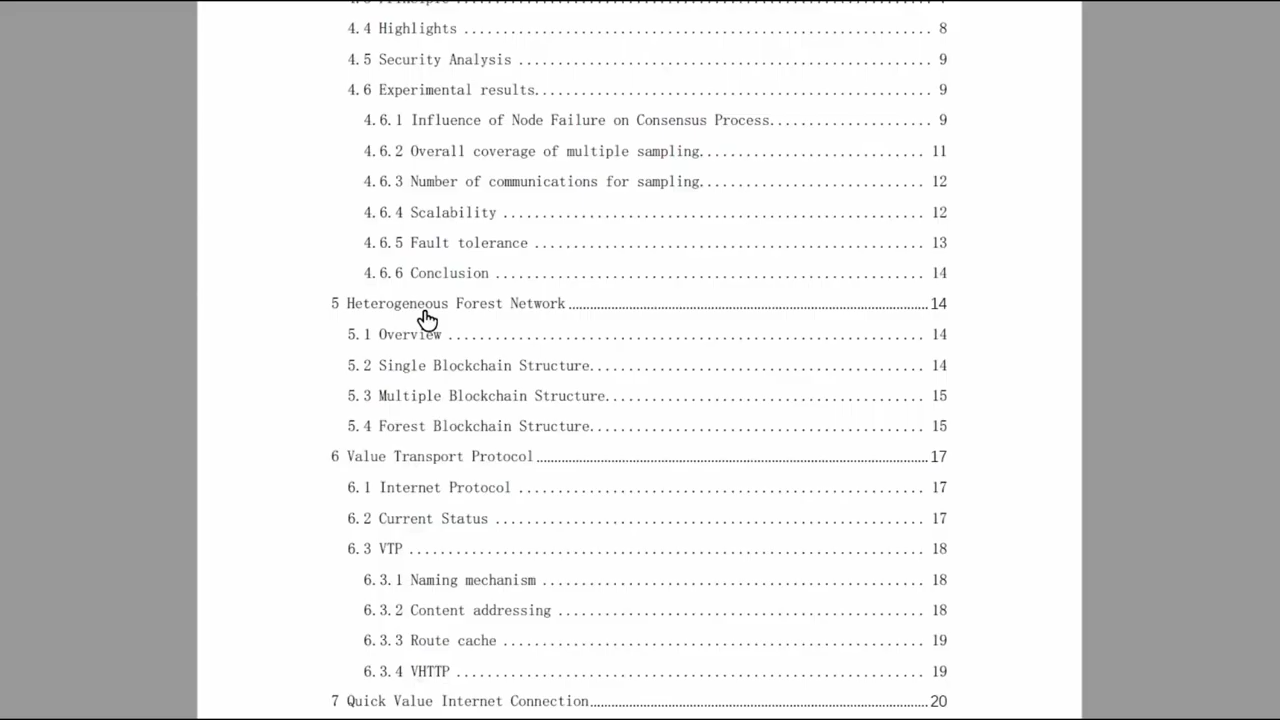 4.4 Highlights ........................................................... 8
4.5 Security Analysis .................................................... 9
4.6 Experimental results.................................................. 9
4.6.1 Influence of Node Failure on Consensus Process.................... 9
4.6.2 Overall coverage of multiple sampling............................ 11
4.6.3 Number of communications for sampling............................ 12
4.6.4 Scalability ...................................................... 12
4.6.5 Fault tolerance .................................................. 13
4.6.6 Conclusion ....................................................... 14
5 Heterogeneous Forest Network........................................... 14
5.1 Overview ............................................................. 14
5.2 Single Blockchain Structure........................................... 14
5.3 Multiple Blockchain Structure......................................... 15
5.4 Forest Blockchain Structure........................................... 15
6 Value Transport Protocol............................................... 17
6.1 Internet Protocol .................................................... 17
6.2 Current Status ....................................................... 17
6.3 VTP .................................................................. 18
6.3.1 Naming mechanism ................................................. 18
6.3.2 Content addressing ............................................... 18
6.3.3 Route cache ...................................................... 19
6.3.4 VHTTP ............................................................ 19
7 Quick Value Internet Connection........................................ 20